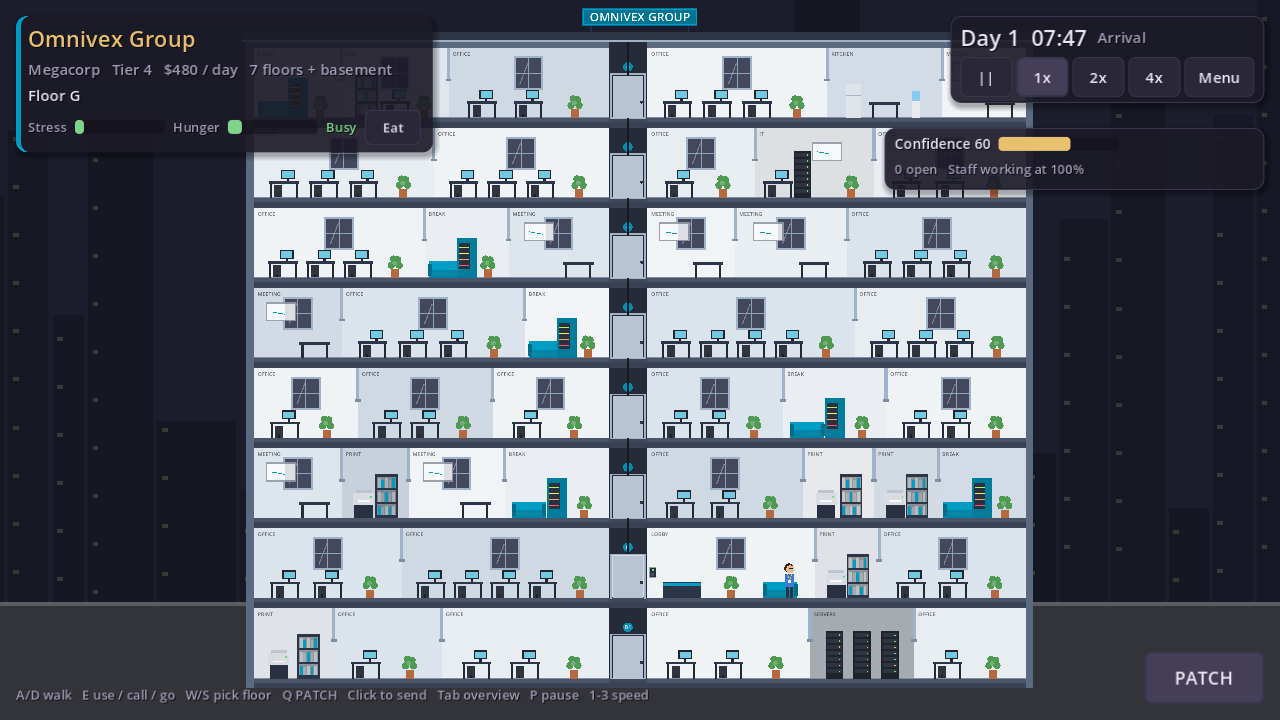 OMNIVEX GROUP
Omnivex Group
Megacorp Tier 4 $480 / day 7 floors + basement
Floor G
Stress Hunger Busy Eat
Day 1 07:47 Arrival
|| 1x 2x 4x Menu
Confidence 60
0 open Staff working at 100%
OFFICE OFFICE KITCHEN
OFFICE OFFICE IT
OFFICE BREAK MEETING MEETING MEETING OFFICE
MEETING OFFICE BREAK OFFICE OFFICE
OFFICE OFFICE OFFICE OFFICE BREAK OFFICE
MEETING PRINT MEETING BREAK OFFICE PRINT PRINT BREAK
OFFICE OFFICE LOBBY PRINT OFFICE
PRINT OFFICE OFFICE B1 OFFICE SERVERS OFFICE
PATCH
A/D walk E use / call / go W/S pick floor Q PATCH Click to send Tab overview P pause 1-3 speed